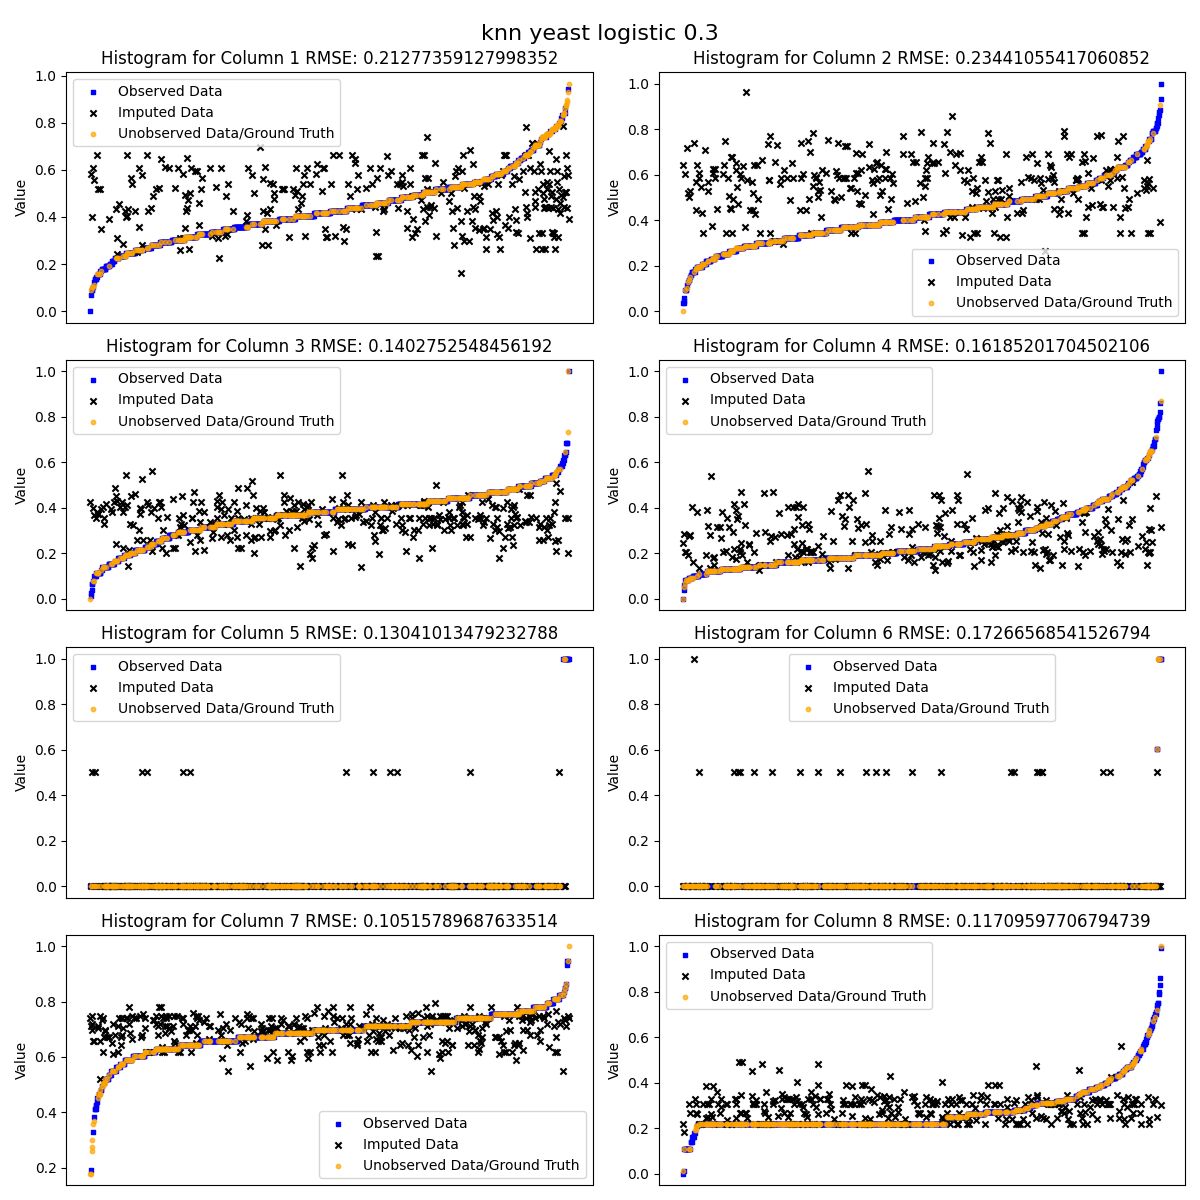 knn yeast logistic 0.3
Histogram for Column 1 RMSE: 0.21277359127998352
Histogram for Column 2 RMSE: 0.23441055417060852
1.0
0.8
0.6
0.4
0.2
0.0
Value
Observed Data
Imputed Data
Unobserved Data/Ground Truth
1.0
0.8
0.6
0.4
0.2
0.0
Value
Observed Data
Imputed Data
Unobserved Data/Ground Truth
Histogram for Column 3 RMSE: 0.1402752548456192
Histogram for Column 4 RMSE: 0.16185201704502106
1.0
0.8
0.6
0.4
0.2
0.0
Value
Observed Data
Imputed Data
Unobserved Data/Ground Truth
1.0
0.8
0.6
0.4
0.2
0.0
Value
Observed Data
Imputed Data
Unobserved Data/Ground Truth
Histogram for Column 5 RMSE: 0.13041013479232788
Histogram for Column 6 RMSE: 0.17266568541526794
1.0
0.8
0.6
0.4
0.2
0.0
Value
Observed Data
Imputed Data
Unobserved Data/Ground Truth
1.0
0.8
0.6
0.4
0.2
0.0
Value
Observed Data
Imputed Data
Unobserved Data/Ground Truth
Histogram for Column 7 RMSE: 0.10515789687633514
Histogram for Column 8 RMSE: 0.11709597706794739
1.0
0.8
0.6
0.4
0.2
Value
Observed Data
Imputed Data
Unobserved Data/Ground Truth
1.0
0.8
0.6
0.4
0.2
0.0
Value
Observed Data
Imputed Data
Unobserved Data/Ground Truth